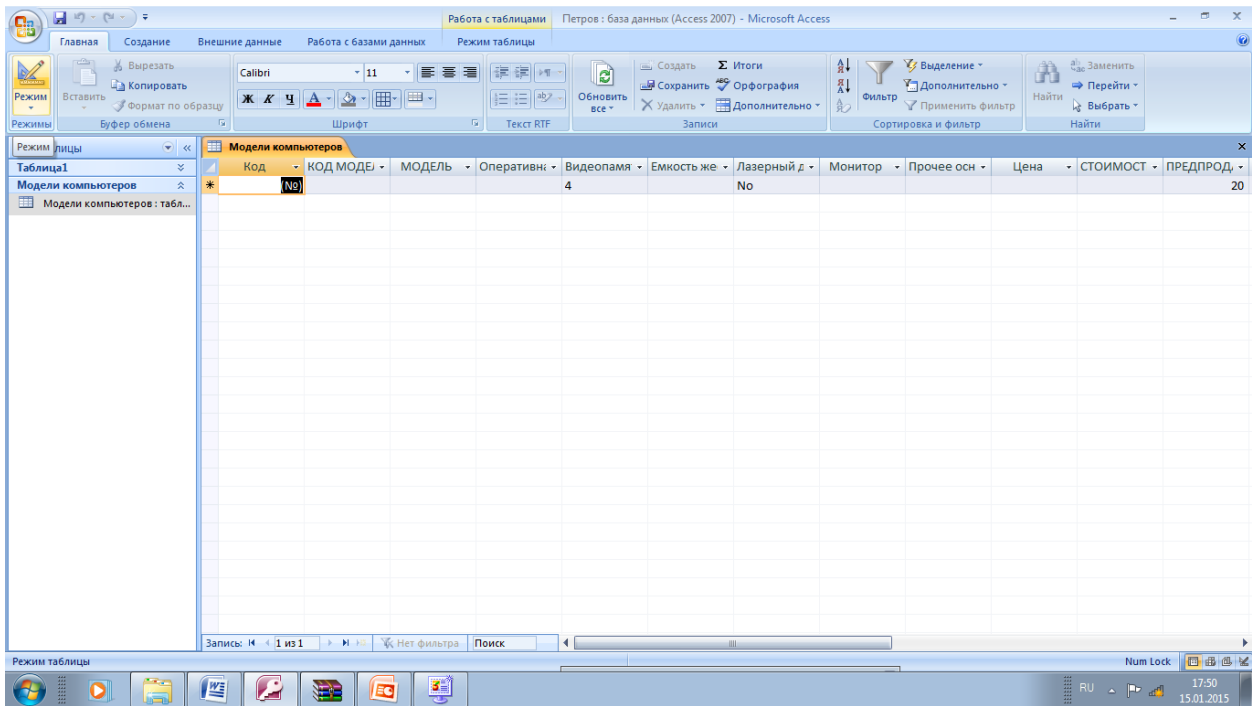 Работа с таблицами Петров : база данных (Access 2007) - Microsoft Access
Главная Создание Внешние данные Работа с базами данных Режим таблицы
Режим
Вставить
Вырезать
Копировать
Формат по образцу
Calibri 11
Ж К Ч
Обновить все
Создать
Сохранить
Удалить
Итоги
Орфография
Дополнительно
Фильтр
Выделение
Дополнительно
Применить фильтр
Найти
Заменить
Перейти
Выбрать
Режимы Буфер обмена Шрифт Текст RTF Записи Сортировка и фильтр Найти
Режим лицы
Таблица1
Модели компьютеров
Модели компьютеров : табл...
Модели компьютеров
Код КОД МОДЕЛ МОДЕЛЬ Оперативна Видеопамят Емкость же Лазерный д Монитор Прочее осн Цена СТОИМОСТ ПРЕДПРОД
(№) 4 No 20
Запись: 1 из 1 Нет фильтра Поиск
Режим таблицы Num Lock
RU 17:50
15.01.2015